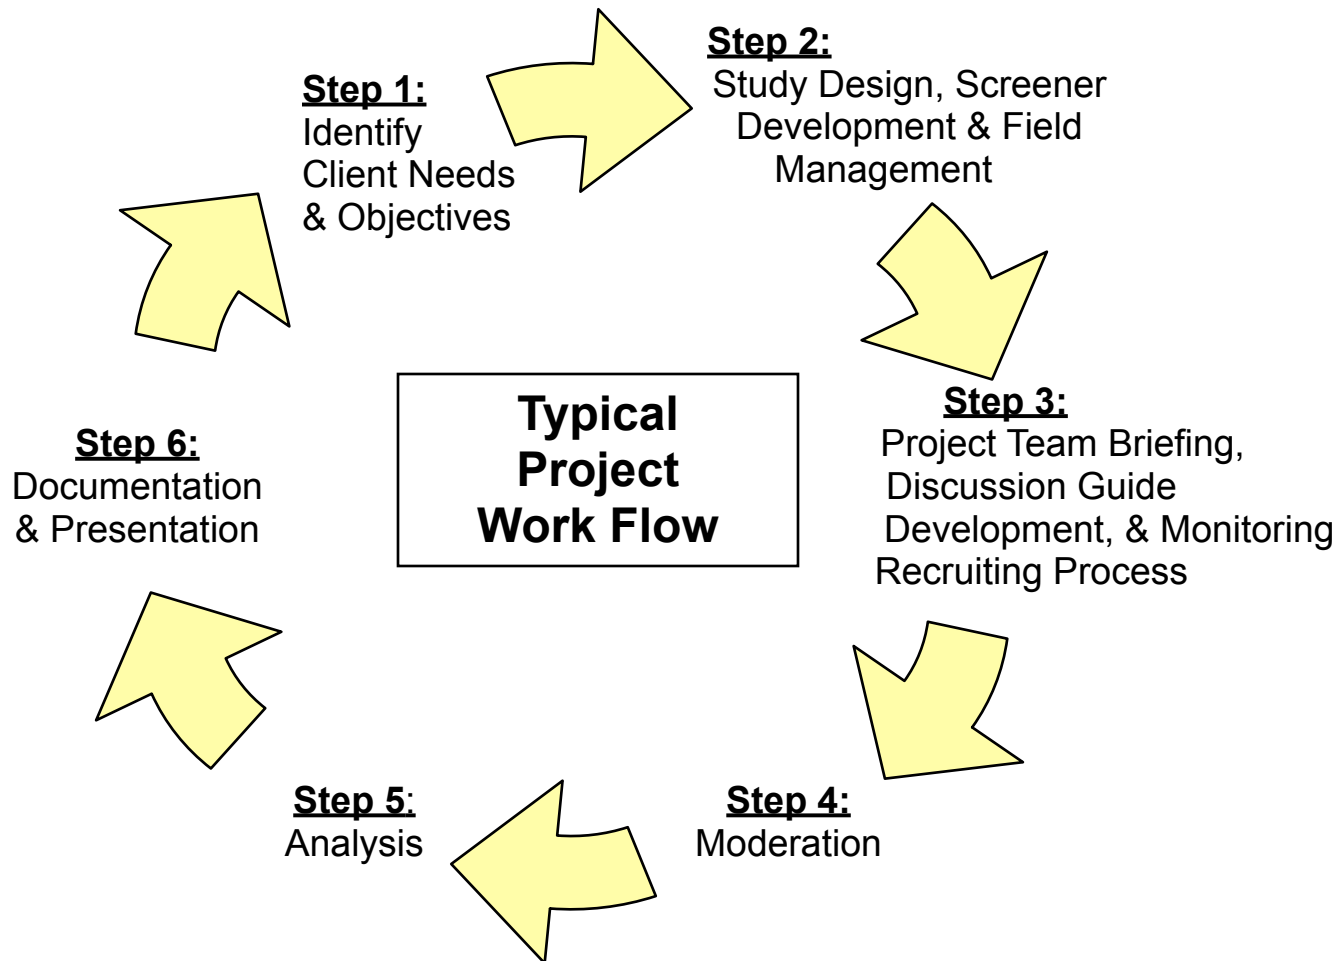 Step 1:
Identify
Client Needs
& Objectives
Step 2:
Study Design, Screener
Development & Field
Management
Step 3:
Project Team Briefing,
Discussion Guide
Development, & Monitoring
Recruiting Process
Step 4:
Moderation
Step 5:
Analysis
Step 6:
Documentation
& Presentation
Typical
Project
Work Flow